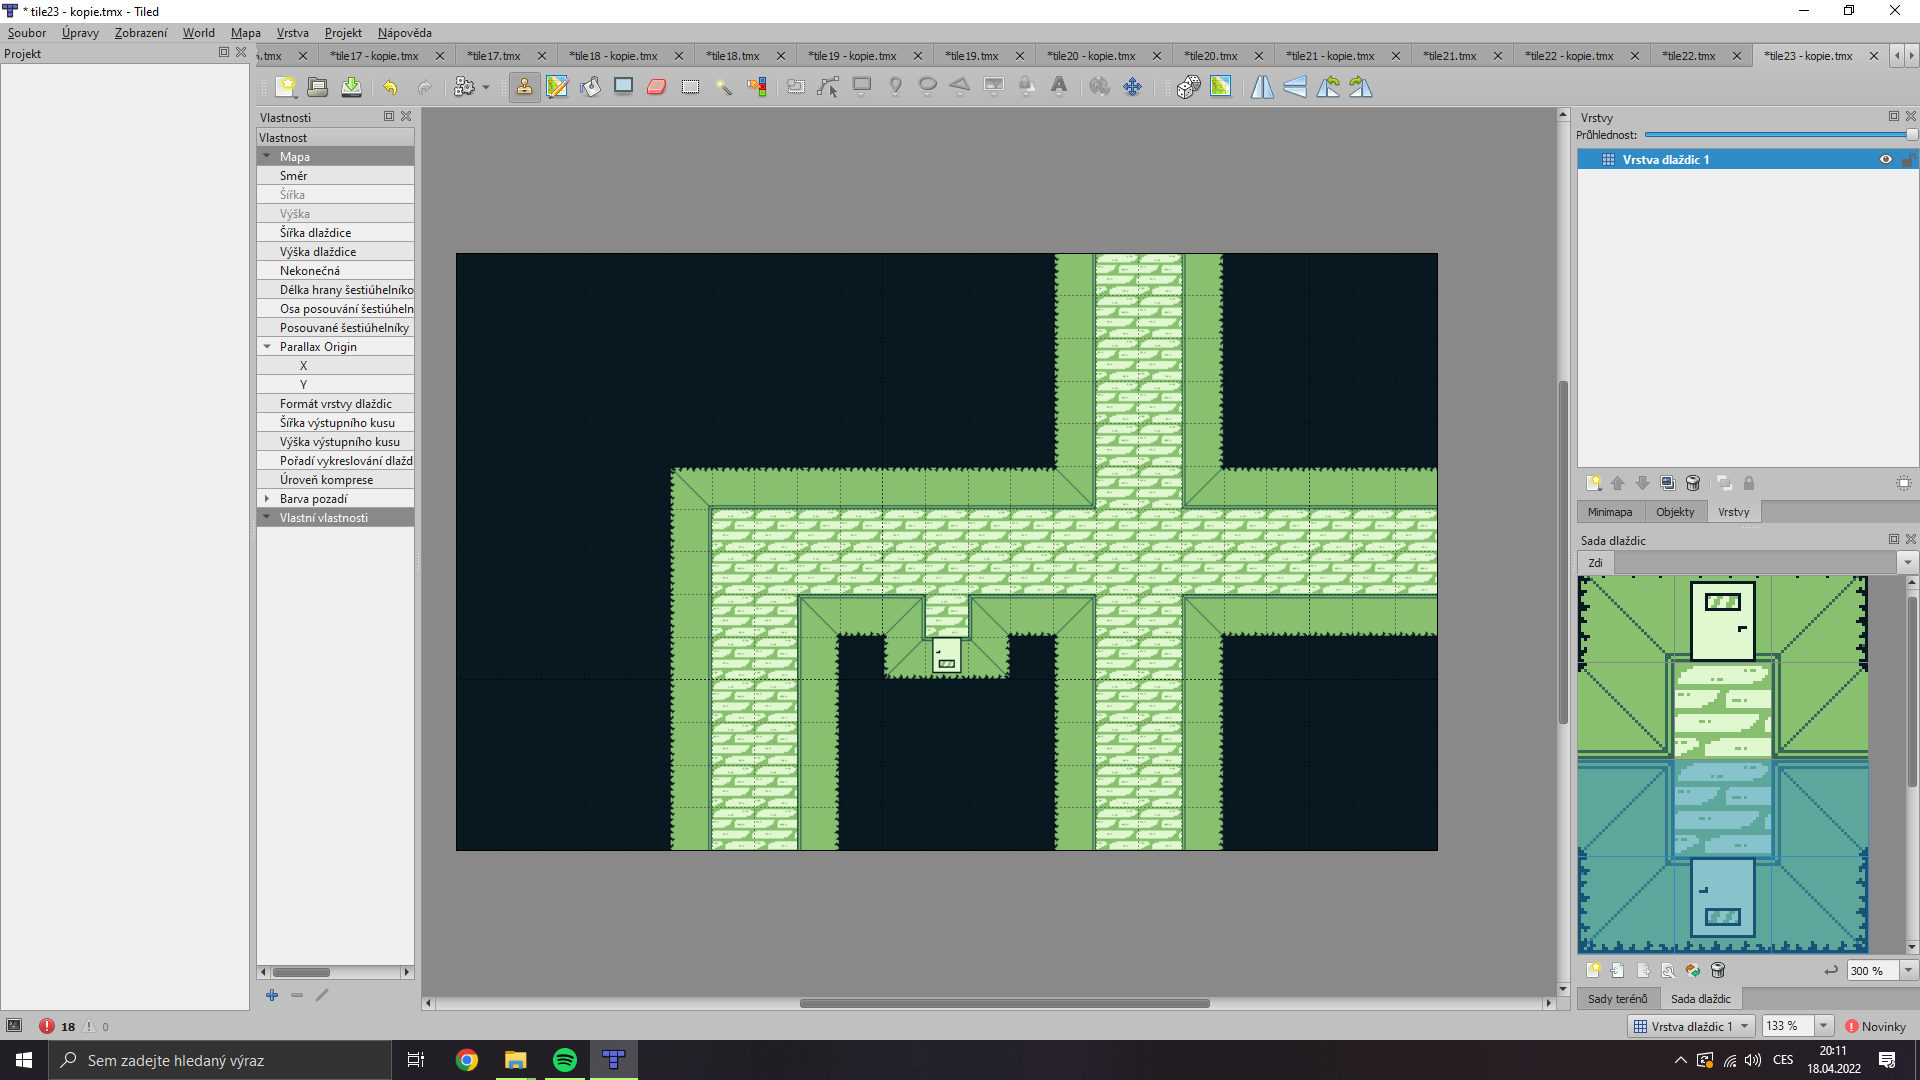 * tile23 - kopie.tmx - Tiled
Soubor Úpravy Zobrazení World Mapa Vrstva Projekt Nápověda
Projekt
.tmx *tile17 - kopie.tmx *tile17.tmx *tile18 - kopie.tmx *tile18.tmx *tile19 - kopie.tmx *tile19.tmx *tile20 - kopie.tmx *tile20.tmx *tile21 - kopie.tmx *tile21.tmx *tile22 - kopie.tmx *tile22.tmx *tile23 - kopie.tmx
Vlastnosti
Vlastnost
Mapa
Směr
Šířka
Výška
Šířka dlaždice
Výška dlaždice
Nekonečná
Délka hrany šestiúhelníko
Osa posouvání šestiúheln
Posouvané šestiúhelníky
Parallax Origin
X
Y
Formát vrstvy dlaždic
Šířka výstupního kusu
Výška výstupního kusu
Pořadí vykreslování dlažd
Úroveň komprese
Barva pozadí
Vlastní vlastnosti
Vrstvy
Průhlednost:
Vrstva dlaždic 1
Minimapa Objekty Vrstvy
Sada dlaždic
Zdi
300 %
Sady terénů Sada dlaždic
18 0
Vrstva dlaždic 1 133 % Novinky
Sem zadejte hledaný výraz
CES
20:11
18.04.2022